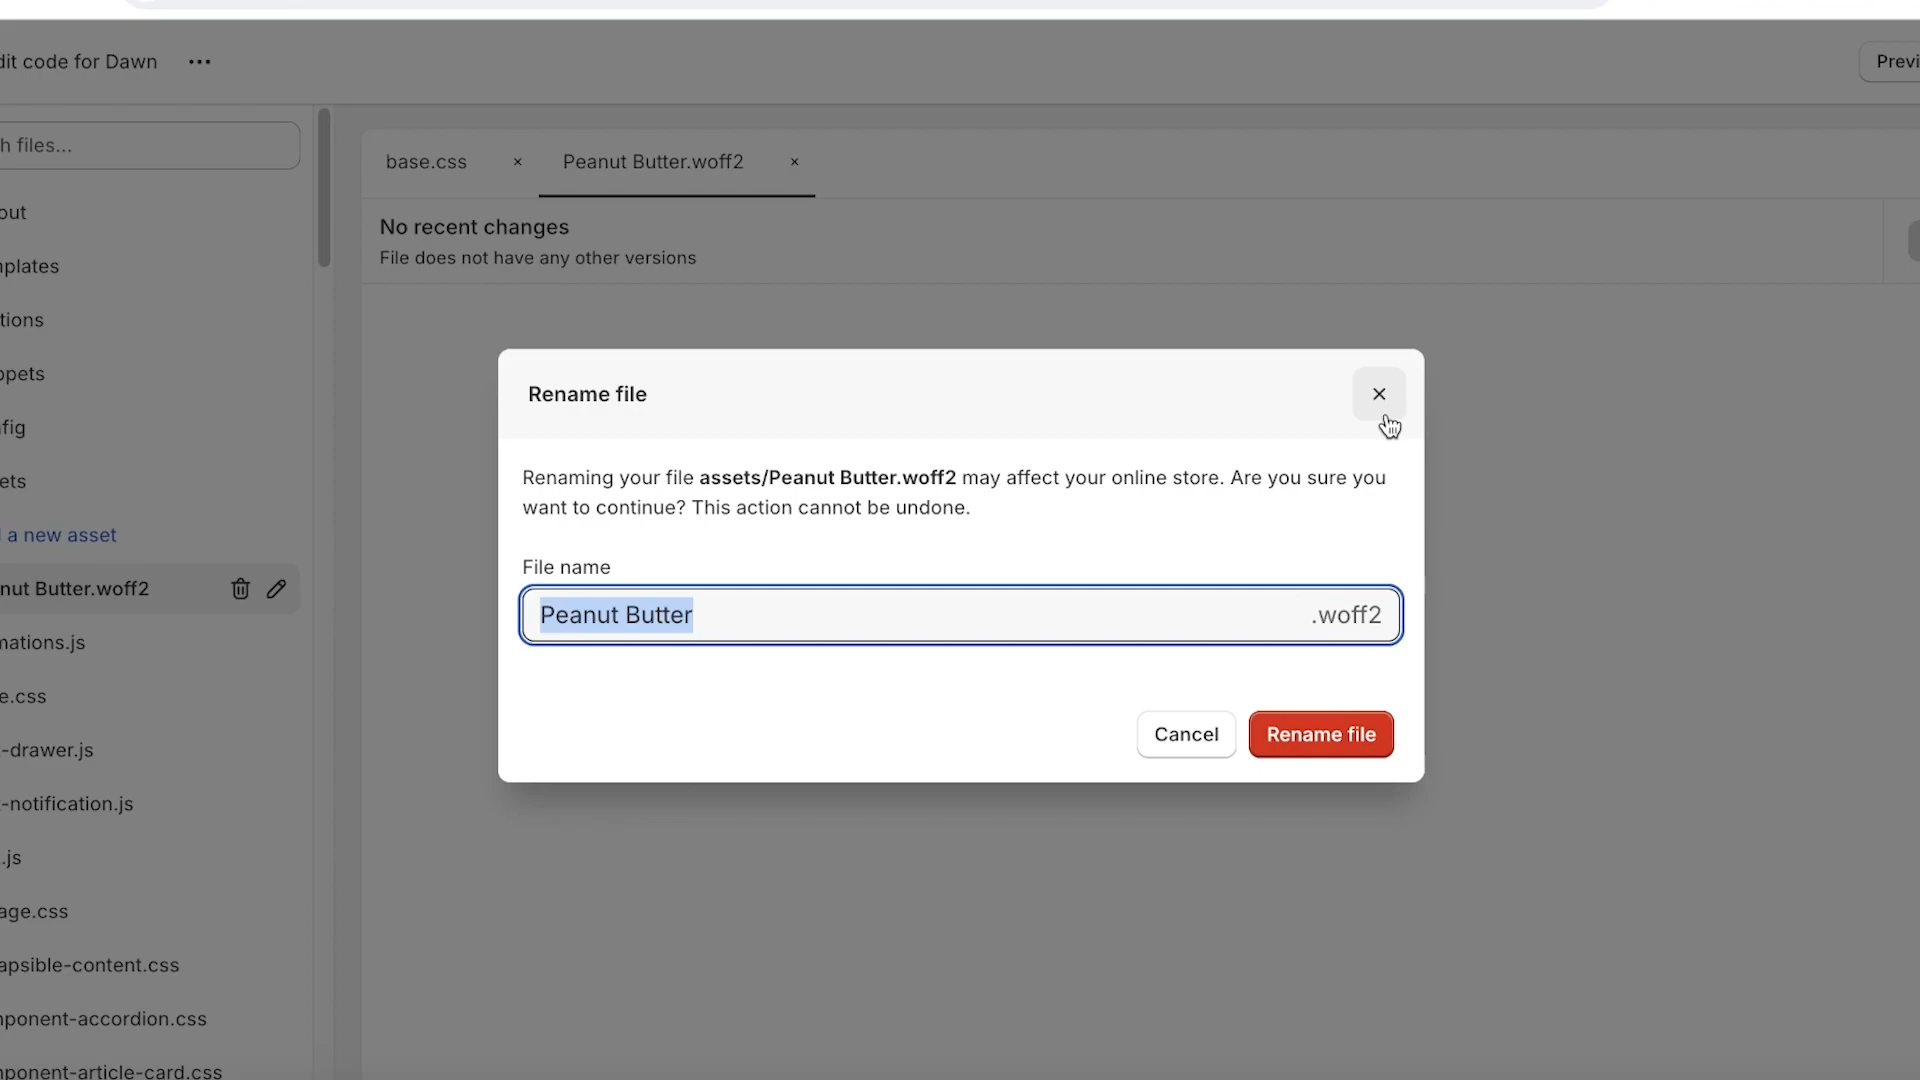 dit code for Dawn
Previ
h files...
base.css
Peanut Butter.woff2
No recent changes
File does not have any other versions
out
nplates
tions
ppets
fig
ets
a new asset
nut Butter.woff2
mations.js
e.css
-drawer.js
-notification.js
.js
age.css
apsible-content.css
nponent-accordion.css
nponent-article-card.css
Rename file
Renaming your file assets/Peanut Butter.woff2 may affect your online store. Are you sure you
want to continue? This action cannot be undone.
File name
Peanut Butter .woff2
Cancel
Rename file